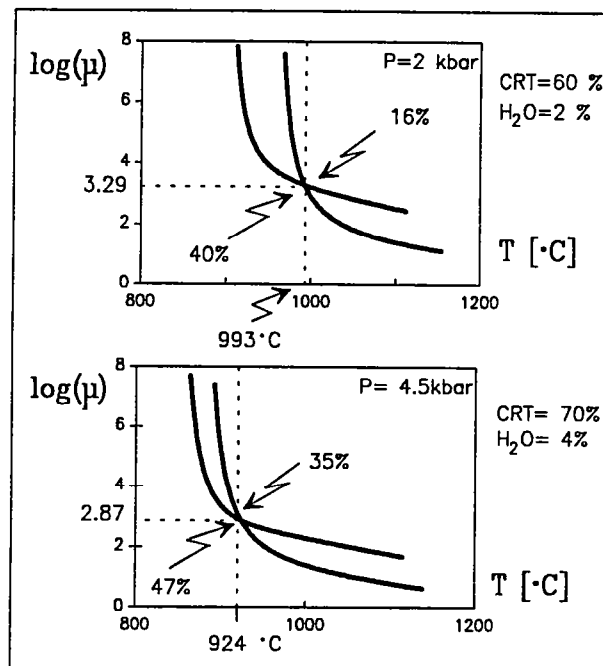 8
log(μ)
P=2 kbar
CRT=60 %
H₂O=2 %
6
16%
4
3.29
2
40%
T [·C]
0
800
1000
1200
993·C
8
log(μ)
P= 4.5kbar
CRT= 70%
H₂O= 4%
6
35%
4
2.87
2
47%
T [·C]
0
800
1000
1200
924 ·C